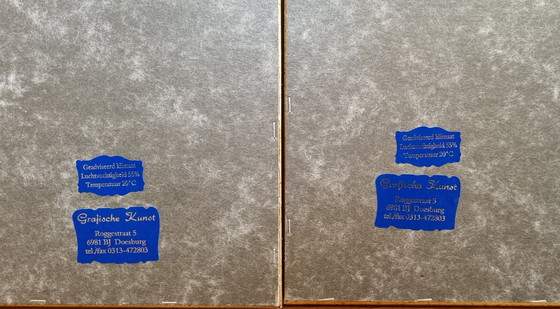 Geadviseerd klimaat
Luchtvochtigheid 55%
Temperatuur 20°C
Grafische Kunst
Roggestraat 5
6981 BJ Doesburg
tel./fax 0313-472803
Geadviseerd klimaat
Luchtvochtigheid 55%
Temperatuur 20°C
Grafische Kunst
Roggestraat 5
6981 BJ Doesburg
tel./fax 0313-472803